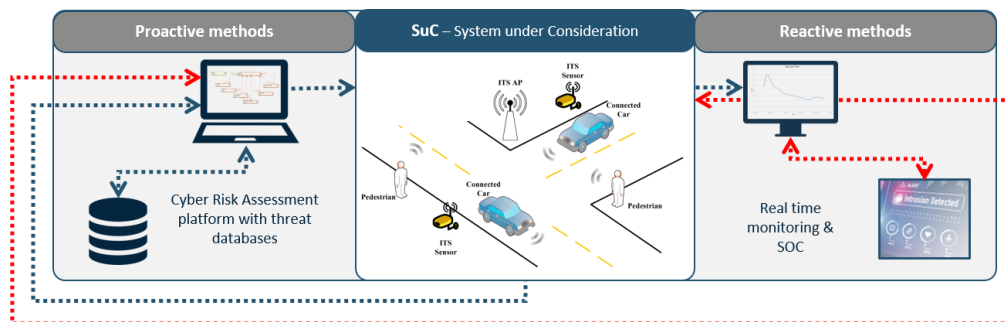 Proactive methods
SuC – System under Consideration
Reactive methods
ITS AP
ITS
Sensor
Connected
Car
Pedestrian
Connected
Car
ITS
Sensor
Pedestrian
Cyber Risk Assessment
platform with threat
databases
Real time
monitoring &
SOC
ALERT
Intrusion Detected